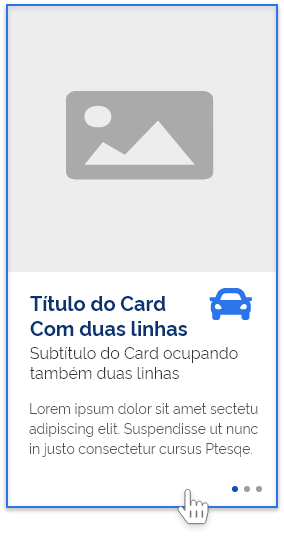 Título do Card
Com duas linhas
Subtítulo do Card ocupando
também duas linhas
Lorem ipsum dolor sit amet sectetu
adipiscing elit. Suspendisse ut nunc
in justo consectetur cursus Ptesqe.